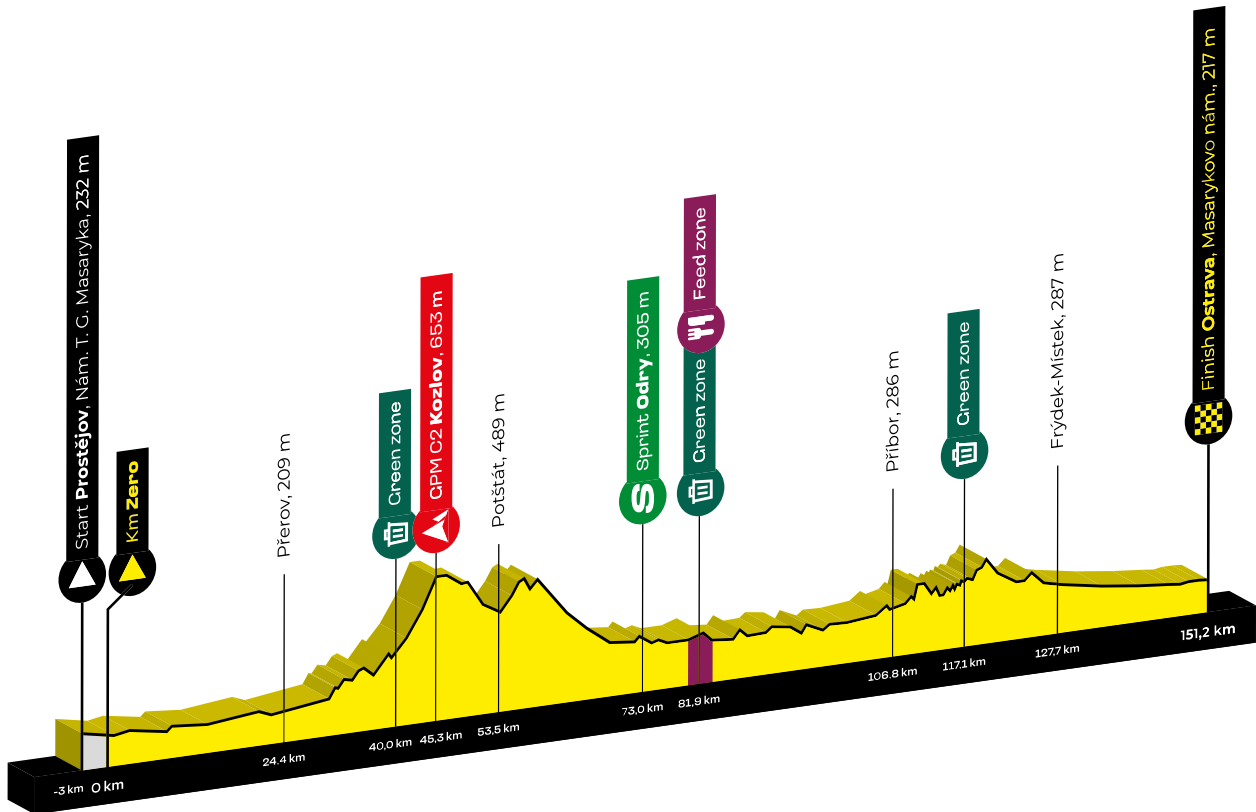 Start Prostějov, Nám. T. G. Masaryka, 232 m
Km Zero
Přerov, 209 m
Green zone
GPM C2 Kozlov, 653 m
Potštát, 489 m
Sprint Odry, 305 m
S
Feed zone
Green zone
Příbor, 286 m
Green zone
Frýdek-Místek, 287 m
Finish Ostrava, Masarykovo nám., 217 m
-3 km
0 km
24.4 km
40,0 km
45,3 km
53,5 km
73,0 km
81,9 km
106.8 km
117.1 km
127.7 km
151,2 km